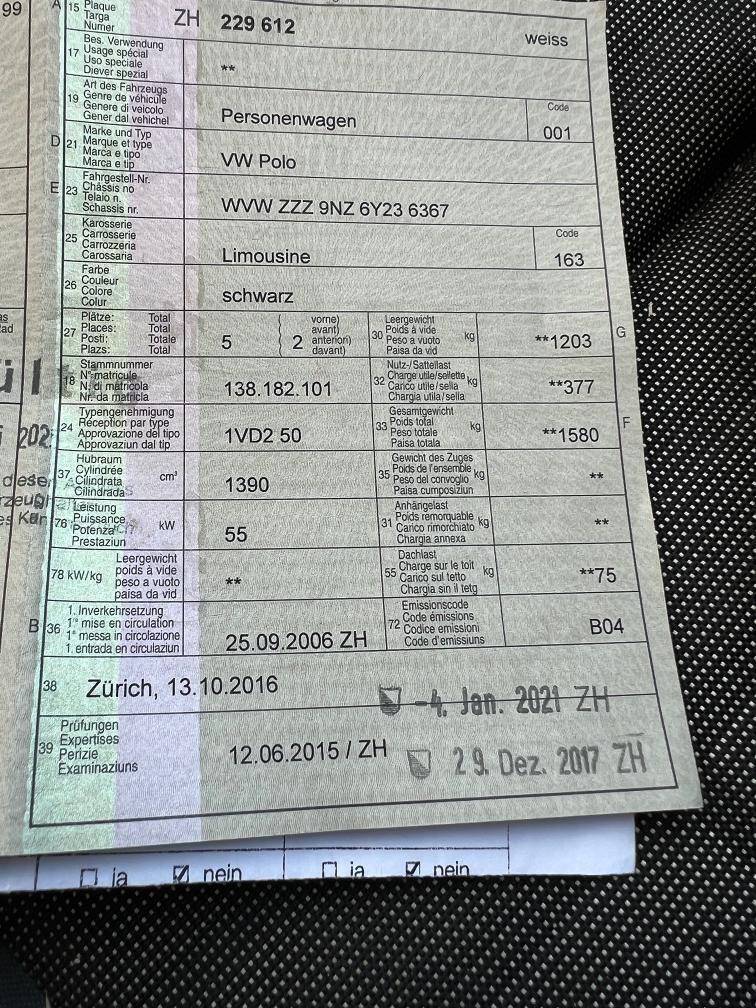 99
A 15 Plaque
Targa
Numer
ZH 229 612
weiss
17 Bes. Verwendung
Usage spécial
Uso speciale
Diever spezial
**
19 Art des Fahrzeugs
Genre de véhicule
Genere di veicolo
Gener dal vehichel
Personenwagen
Code
001
D 21 Marke und Typ
Marque et type
Marca e tipo
Marca e tip
VW Polo
E 23 Fahrgestell-Nr.
Châssis no
Telaio n.
Schassis nr.
WVW ZZZ 9NZ 6Y23 6367
25 Karosserie
Carrosserie
Carrozzeria
Carossaria
Limousine
Code
163
26 Farbe
Couleur
Colore
Colur
schwarz
27 Plätze: Total
Places: Total
Posti: Totale
Plazs: Total
5
2
vorne)
avant)
anteriori)
davant)
30 Leergewicht
Poids à vide
Peso a vuoto
Paisa da vid
kg
**1203
G
18 Stammnummer
N° matricule
N. di matricola
Nr. da matricla
138.182.101
32 Nutz-/Sattellast
Charge utile/sellette
Carico utile/sella
Chargia utila/sella
kg
**377
24 Typengenehmigung
Réception par type
Approvazione del tipo
Approvaziun dal tip
1VD2 50
33 Gesamtgewicht
Poids total
Peso totale
Paisa totala
kg
**1580
F
37 Hubraum
Cylindrée
Cilindrata
Cilindrada
cm³
1390
35 Gewicht des Zuges
Poids de l'ensemble
Peso del convoglio
Paisa cumposiziun
kg
**
76 Leistung
Puissance
Potenza
Prestaziun
kW
55
31 Anhängelast
Poids remorquable
Carico rimorchiato
Chargia annexa
kg
**
78 kW/kg
Leergewicht
poids à vide
peso a vuoto
paisa da vid
**
55 Dachlast
Charge sur le toit
Carico sul tetto
Chargia sin il tetg
kg
**75
B 36 1. Inverkehrsetzung
1re mise en circulation
1a messa in circolazione
1. entrada en circulaziun
25.09.2006 ZH
72 Emissionscode
Code émissions
Codice emissioni
Code d'emissiuns
B04
38 Zürich, 13.10.2016
-4. Jan. 2021 ZH
39 Prüfungen
Expertises
Perizie
Examinaziuns
12.06.2015 / ZH
29. Dez. 2017 ZH
ja nein ja nein